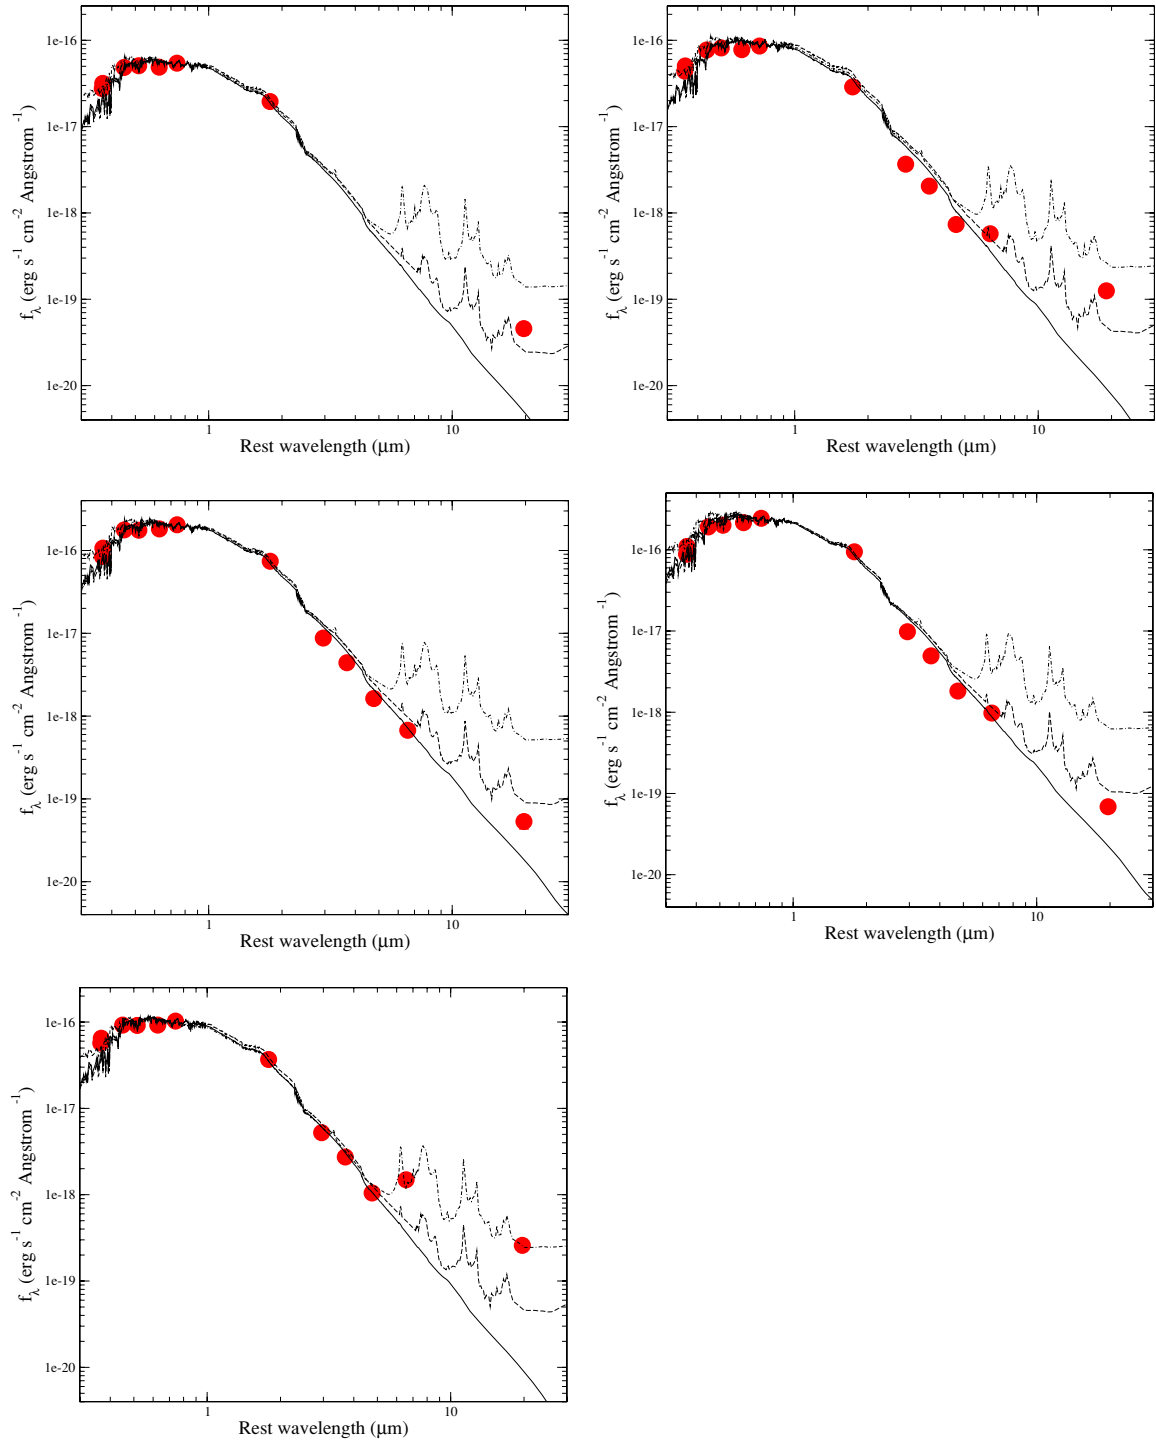 1e-16
1e-17
1e-18
1e-19
1e-20
f_λ (erg s^-1 cm^-2 Angstrom^-1)
1 10
Rest wavelength (μm)
1e-16
1e-17
1e-18
1e-19
1e-20
f_λ (erg s^-1 cm^-2 Angstrom^-1)
1 10
Rest wavelength (μm)
1e-16
1e-17
1e-18
1e-19
1e-20
f_λ (erg s^-1 cm^-2 Angstrom^-1)
1 10
Rest wavelength (μm)
1e-16
1e-17
1e-18
1e-19
1e-20
f_λ (erg s^-1 cm^-2 Angstrom^-1)
1 10
Rest wavelength (μm)
1e-16
1e-17
1e-18
1e-19
1e-20
f_λ (erg s^-1 cm^-2 Angstrom^-1)
1 10
Rest wavelength (μm)